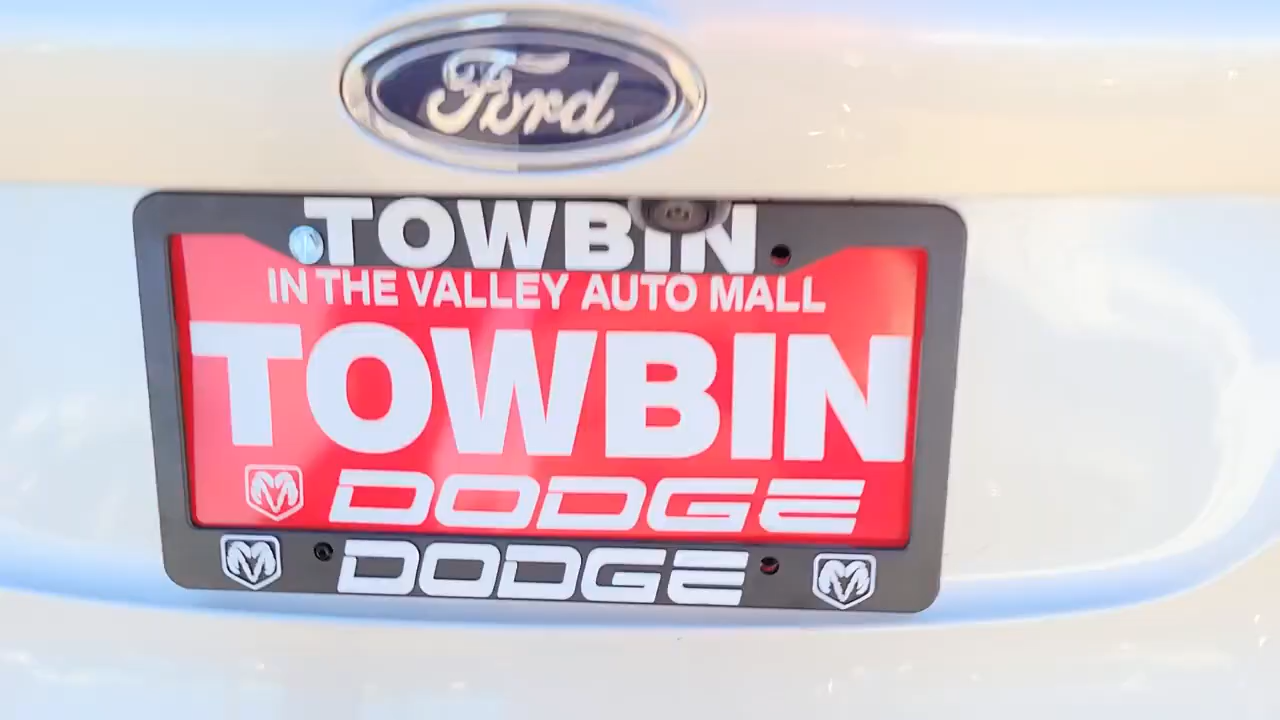 Ford
TOWBIN
IN THE VALLEY AUTO MALL
TOWBIN
DODGE
DODGE